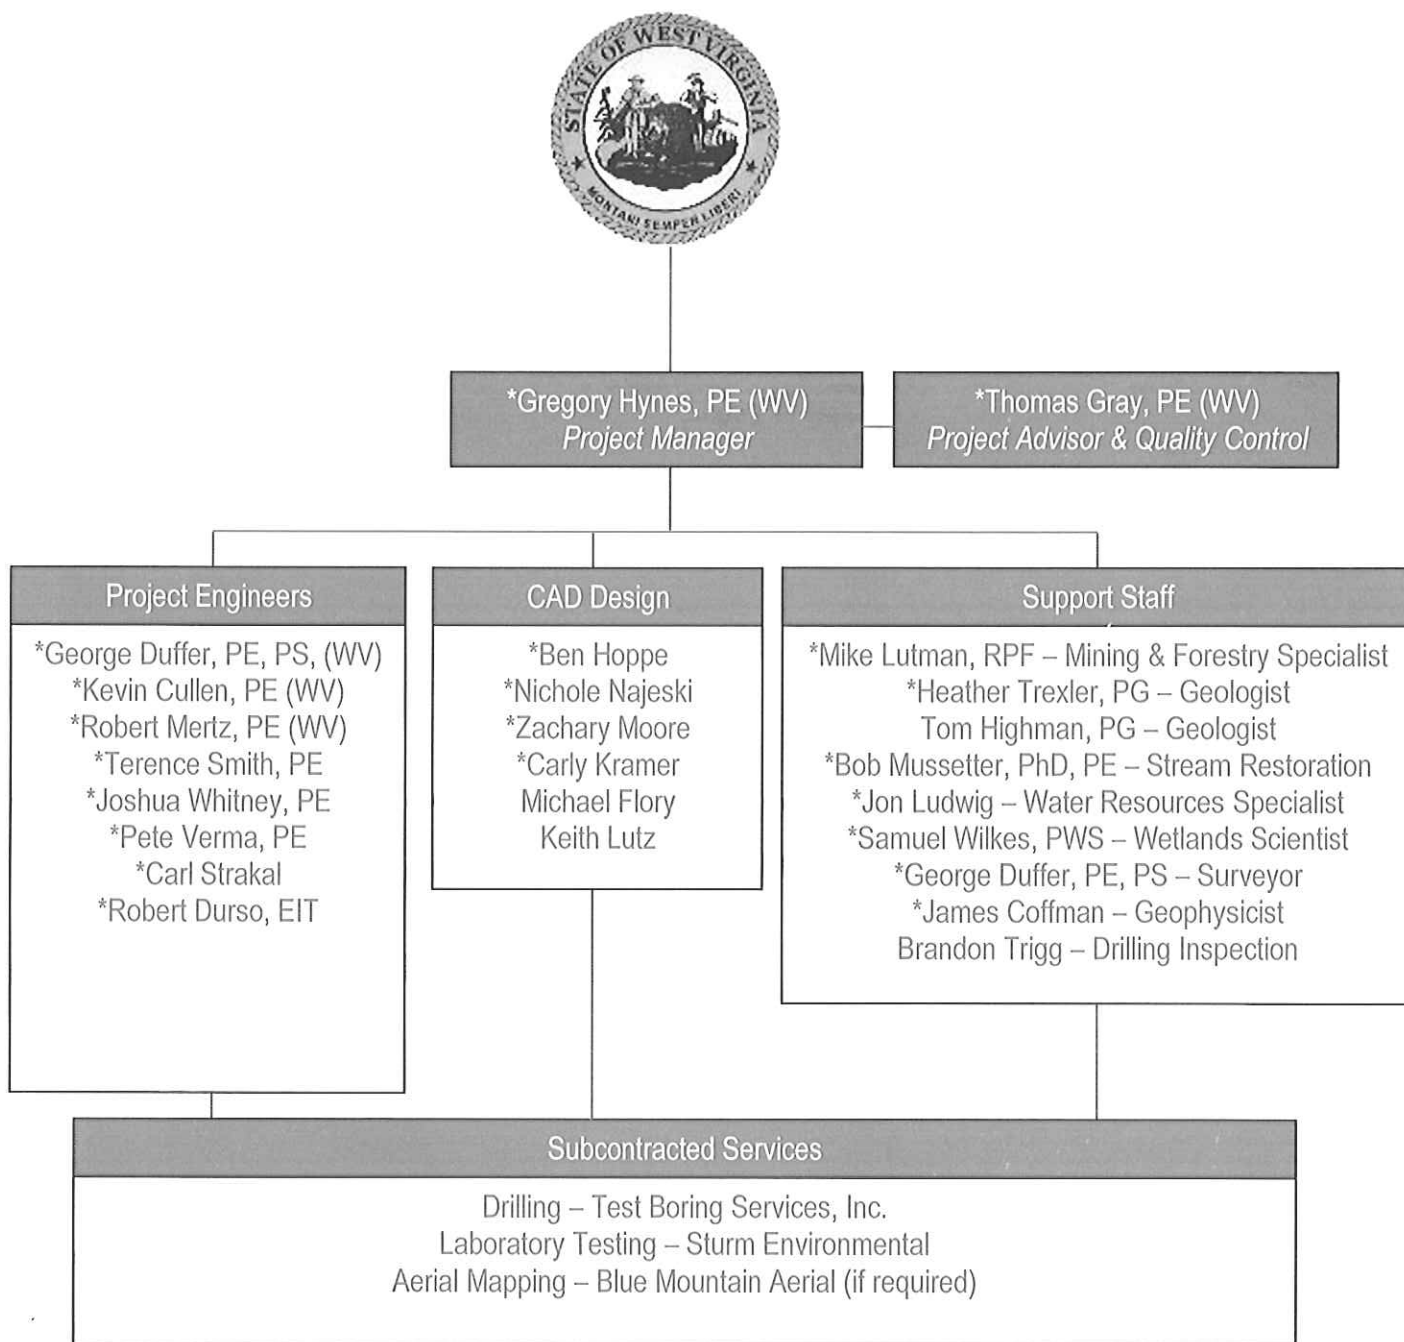 STATE OF WEST VIRGINIA
MONTANI SEMPER LIBERI
*Gregory Hynes, PE (WV)
Project Manager
*Thomas Gray, PE (WV)
Project Advisor & Quality Control
Project Engineers
*George Duffer, PE, PS, (WV)
*Kevin Cullen, PE (WV)
*Robert Mertz, PE (WV)
*Terence Smith, PE
*Joshua Whitney, PE
*Pete Verma, PE
*Carl Strakal
*Robert Durso, EIT
CAD Design
*Ben Hoppe
*Nichole Najeski
*Zachary Moore
*Carly Kramer
Michael Flory
Keith Lutz
Support Staff
*Mike Lutman, RPF – Mining & Forestry Specialist
*Heather Trexler, PG – Geologist
Tom Highman, PG – Geologist
*Bob Mussetter, PhD, PE – Stream Restoration
*Jon Ludwig – Water Resources Specialist
*Samuel Wilkes, PWS – Wetlands Scientist
*George Duffer, PE, PS – Surveyor
*James Coffman – Geophysicist
Brandon Trigg – Drilling Inspection
Subcontracted Services
Drilling – Test Boring Services, Inc.
Laboratory Testing – Sturm Environmental
Aerial Mapping – Blue Mountain Aerial (if required)